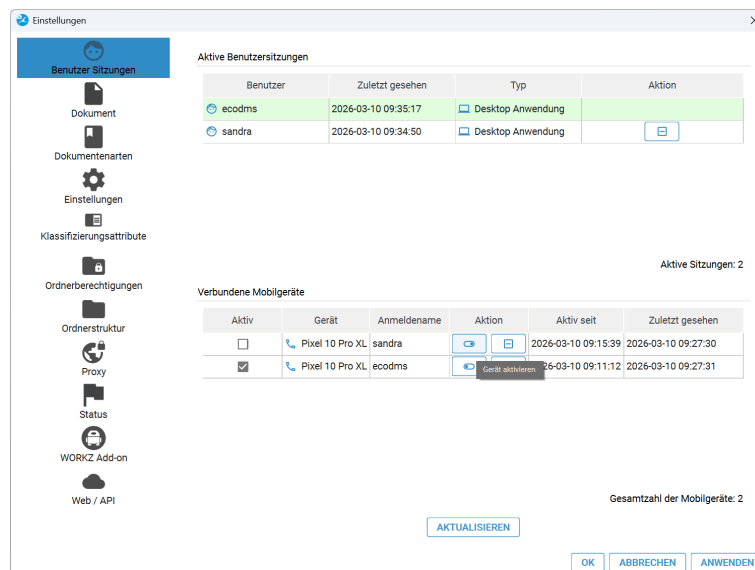 Einstellungen
Benutzer Sitzungen
Dokument
Dokumentenarten
Einstellungen
Klassifizierungsattribute
Ordnerberechtigungen
Ordnerstruktur
Proxy
Status
WORKZ Add-on
Web / API
Aktive Benutzersitzungen
Benutzer Zuletzt gesehen Typ Aktion
ecodms 2026-03-10 09:35:17 Desktop Anwendung
sandra 2026-03-10 09:34:50 Desktop Anwendung
Aktive Sitzungen: 2
Verbundene Mobilgeräte
Aktiv Gerät Anmeldename Aktion Aktiv seit Zuletzt gesehen
Pixel 10 Pro XL sandra 2026-03-10 09:15:39 2026-03-10 09:27:30
Pixel 10 Pro XL ecodms 2026-03-10 09:11:12 2026-03-10 09:27:31
Gerät aktivieren
Gesamtzahl der Mobilgeräte: 2
AKTUALISIEREN
OK ABBRECHEN ANWENDEN